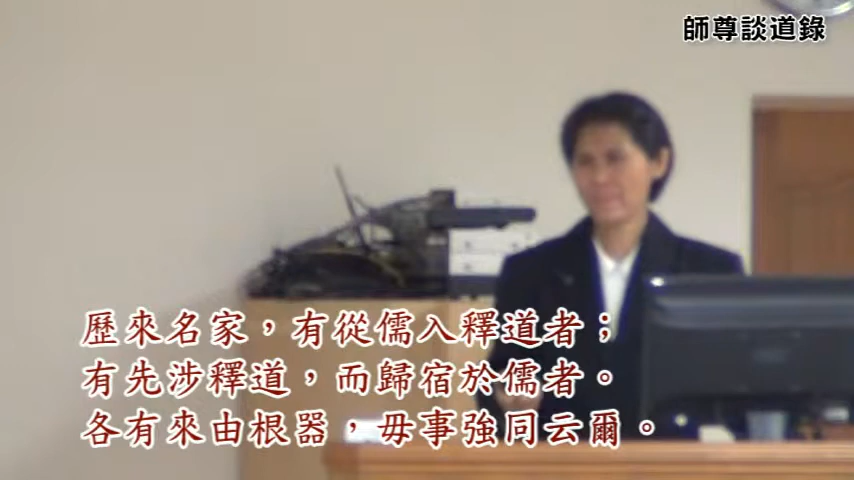 師尊談道錄
歷來名家，有從儒入釋道者；
有先涉釋道，而歸宿於儒者。
各有來由根器，毋事強同云爾。